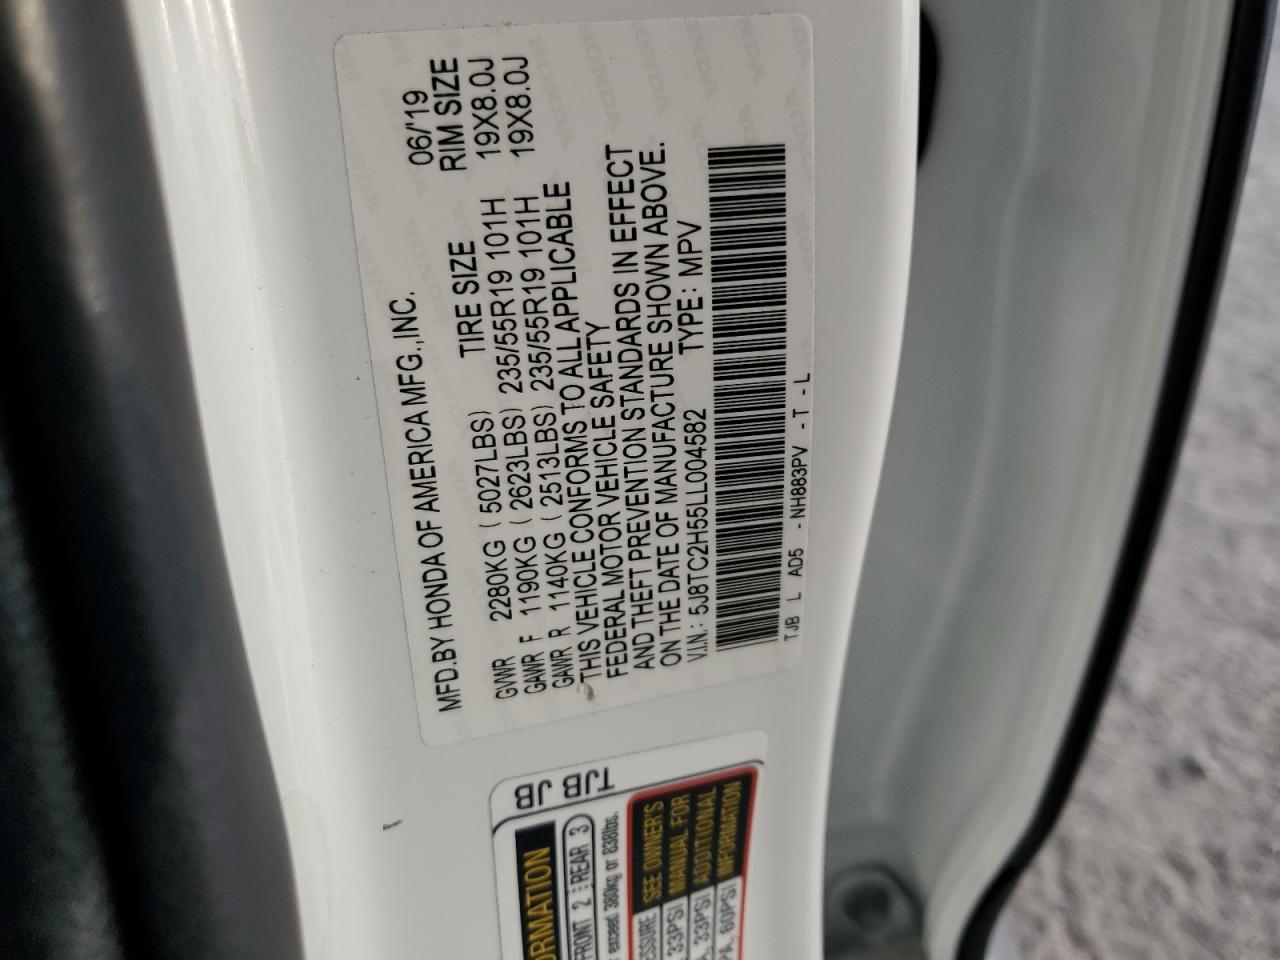 MFD.BY HONDA OF AMERICA MFG.,INC. 06/'19
TIRE SIZE RIM SIZE
GVWR 2280KG ( 5027LBS)
GAWR F 1190KG ( 2623LBS) 235/55R19 101H 19X8.0J
GAWR R 1140KG ( 2513LBS) 235/55R19 101H 19X8.0J
THIS VEHICLE CONFORMS TO ALL APPLICABLE
FEDERAL MOTOR VEHICLE SAFETY
AND THEFT PREVENTION STANDARDS IN EFFECT
ON THE DATE OF MANUFACTURE SHOWN ABOVE.
V.I.N.: 5J8TC2H55LL004582 TYPE: MPV
TJB L AD5 - NH883PV - T - L
TJB JB
FRONT 2 REAR 3
exceed 380kg or 838lbs.
SEE OWNER'S
MANUAL FOR
ADDITIONAL
INFORMATION
33PSI
33PSI
60PSI